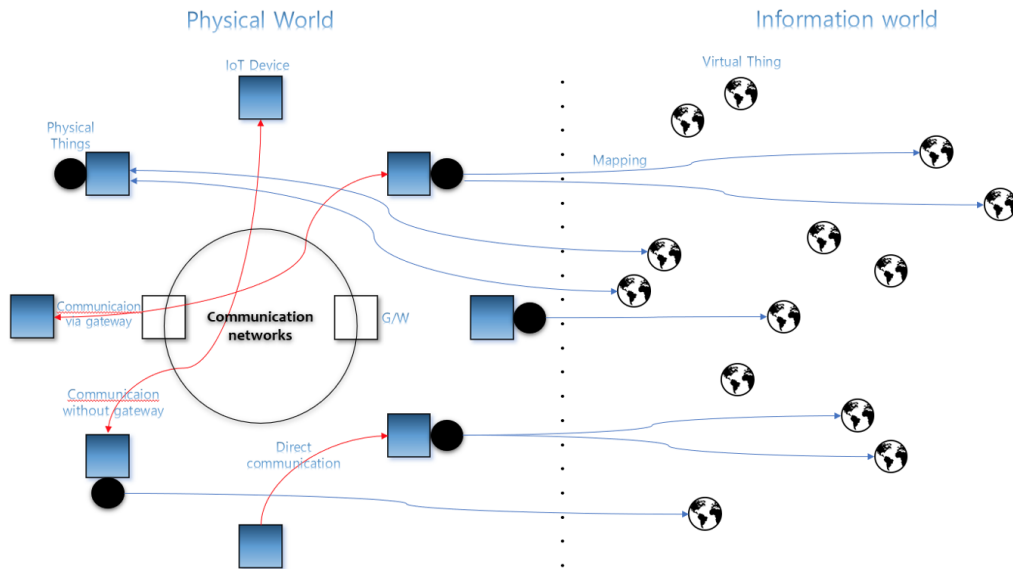 Physical World
Information world
IoT Device
Virtual Thing
Physical
Things
Mapping
Communicaion
via gateway
Communication
networks
G/W
Communicaion
without gateway
Direct
communication